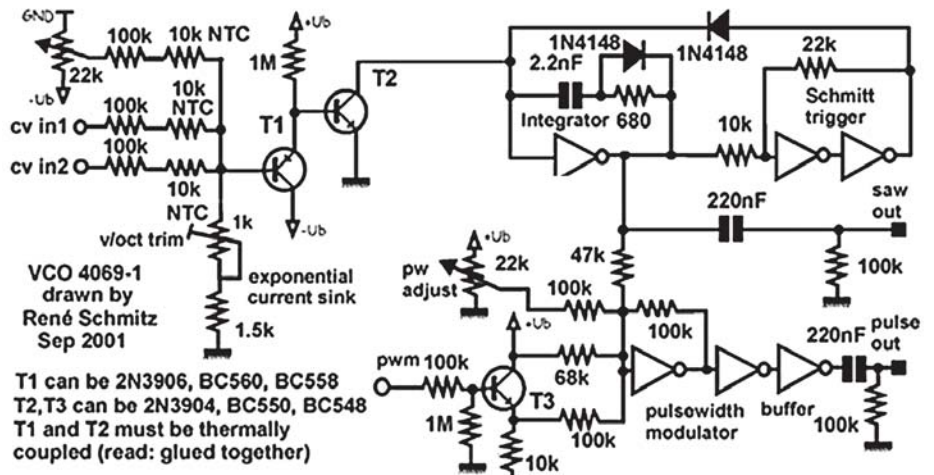 GND
+Ub
22k
-Ub
100k
10k NTC
1M
T2
1N4148
1N4148
2.2nF
22k
Schmitt
trigger
Integrator
680
10k
cv in1
100k
10k
NTC
T1
cv in2
100k
10k
NTC
-Ub
v/oct trim
1k
exponential
current sink
1.5k
220nF
saw
out
100k
47k
VCO 4069-1
drawn by
René Schmitz
Sep 2001
+Ub
22k
pw
adjust
100k
100k
+Ub
pwm
100k
68k
T3
1M
100k
10k
pulsewidth
modulator
buffer
220nF
pulse
out
100k
T1 can be 2N3906, BC560, BC558
T2,T3 can be 2N3904, BC550, BC548
T1 and T2 must be thermally
coupled (read: glued together)